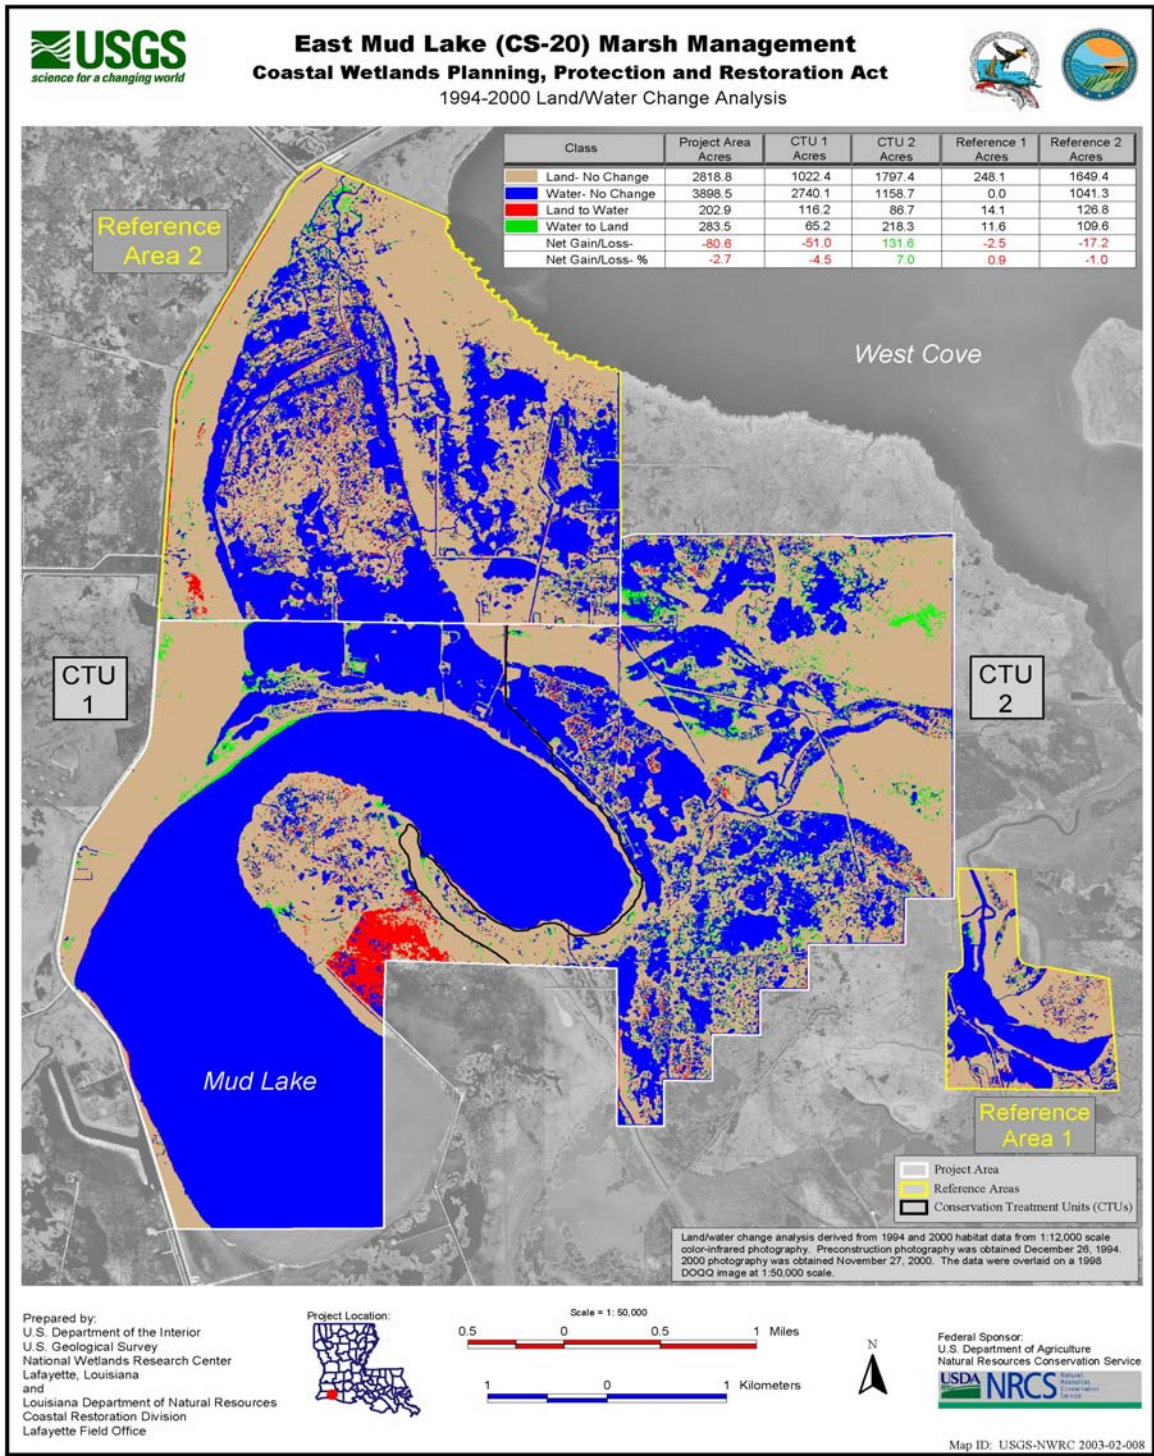 USGS
science for a changing world
East Mud Lake (CS-20) Marsh Management
Coastal Wetlands Planning, Protection and Restoration Act
1994-2000 Land/Water Change Analysis
Class Project Area Acres CTU 1 Acres CTU 2 Acres Reference 1 Acres Reference 2 Acres
Land- No Change 2818.8 1022.4 1797.4 248.1 1649.4
Water- No Change 3898.5 2740.1 1158.7 0.0 1041.3
Land to Water 202.9 116.2 86.7 14.1 126.8
Water to Land 283.5 65.2 218.3 11.6 109.6
Net Gain/Loss- -80.6 -51.0 131.6 -2.5 -17.2
Net Gain/Loss- % -2.7 -4.5 7.0 0.9 -1.0
Reference
Area 2
West Cove
CTU
1
CTU
2
Mud Lake
Reference
Area 1
Project Area
Reference Areas
Conservation Treatment Units (CTUs)
Land/water change analysis derived from 1994 and 2000 habitat data from 1:12,000 scale
color-infrared photography. Preconstruction photography was obtained December 26, 1994.
2000 photography was obtained November 27, 2000. The data were overlaid on a 1998
DOQQ image at 1:50,000 scale.
Prepared by:
U.S. Department of the Interior
U.S. Geological Survey
National Wetlands Research Center
Lafayette, Louisiana
and
Louisiana Department of Natural Resources
Coastal Restoration Division
Lafayette Field Office
Project Location:
Scale = 1: 50,000
0.5 0 0.5 1 Miles
1 0 1 Kilometers
N
Federal Sponsor:
U.S. Department of Agriculture
Natural Resources Conservation Service
USDA NRCS Natural
Resources
Conservation
Service
Map ID: USGS-NWRC 2003-02-008